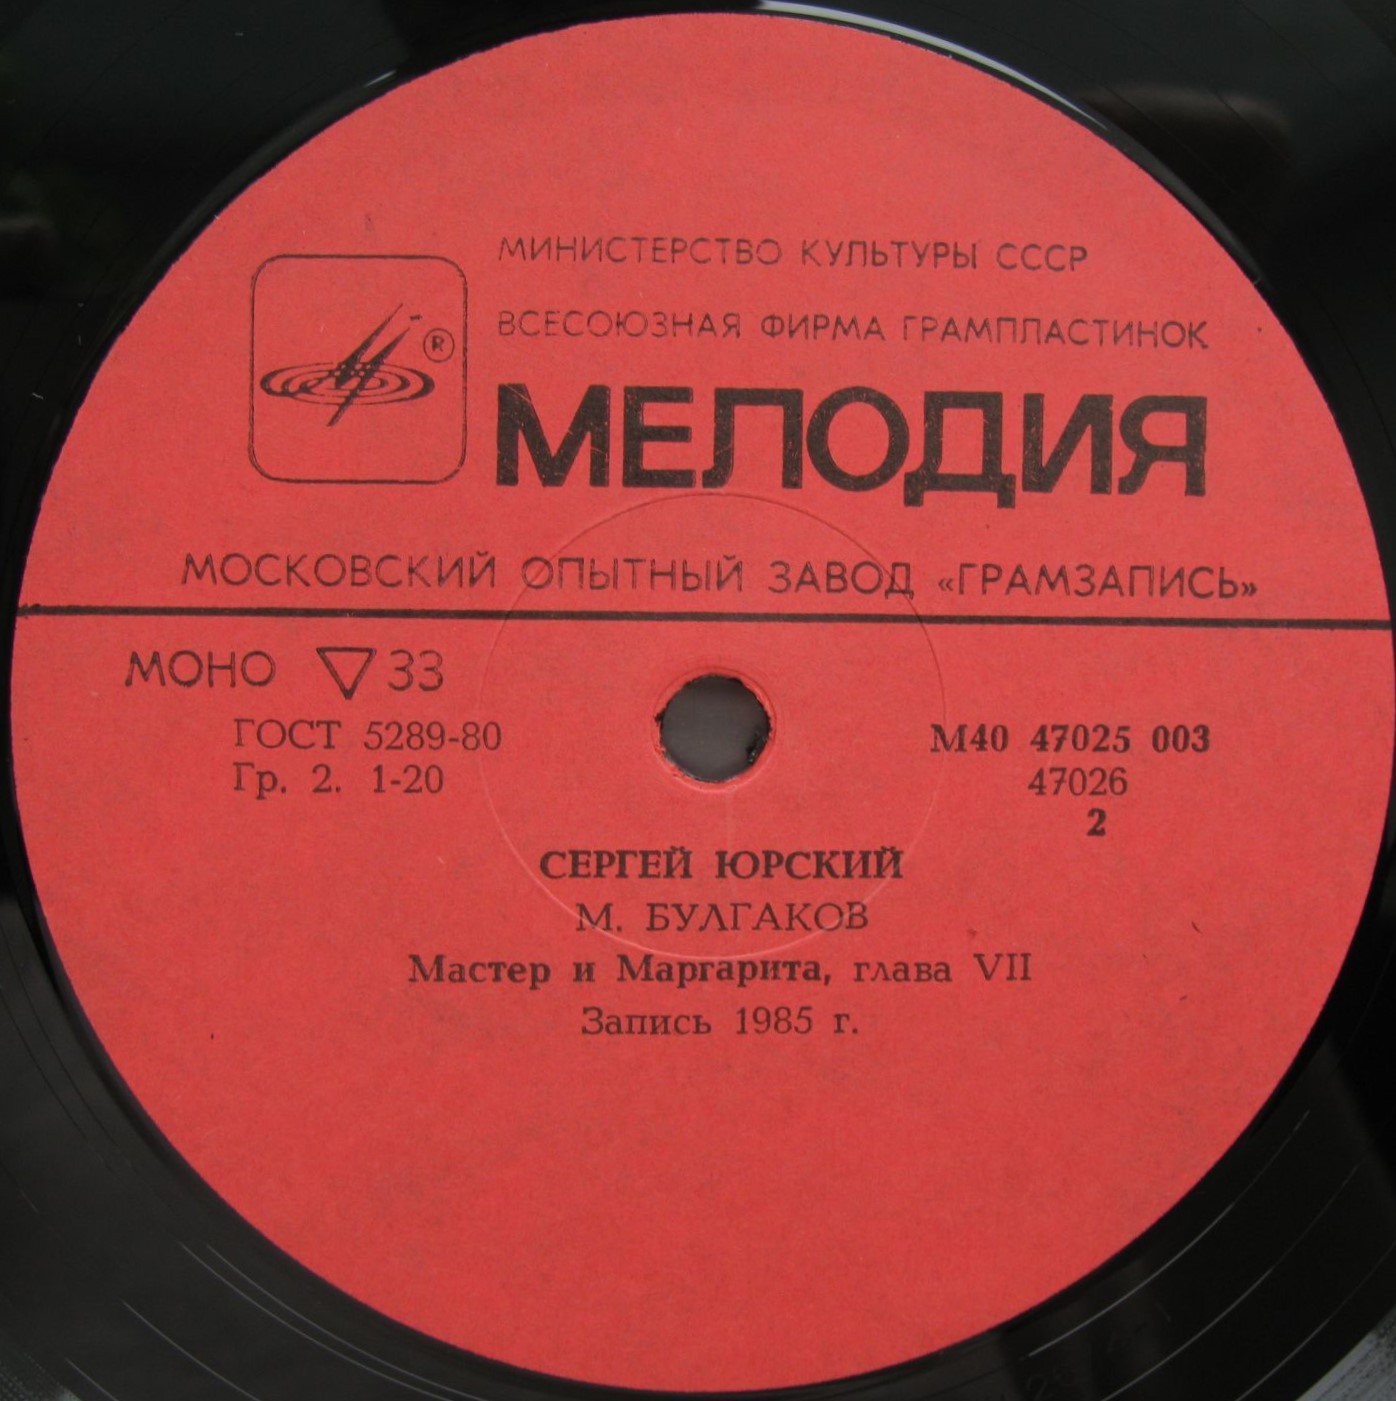 МИНИСТЕРСТВО КУЛЬТУРЫ СССР
ВСЕСОЮЗНАЯ ФИРМА ГРАМПЛАСТИНОК
®
МЕЛОДИЯ
МОСКОВСКИЙ ОПЫТНЫЙ ЗАВОД «ГРАМЗАПИСЬ»
МОНО ▽ 33
ГОСТ 5289-80
Гр. 2. 1-20
М40 47025 003
47026
2
СЕРГЕЙ ЮРСКИЙ
М. БУЛГАКОВ
Мастер и Маргарита, глава VII
Запись 1985 г.